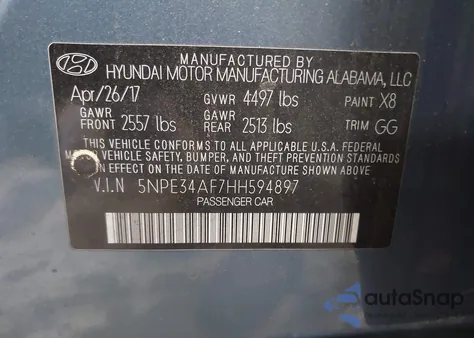 MANUFACTURED BY
HYUNDAI MOTOR MANUFACTURING ALABAMA, LLC
Apr/26/17 GVWR 4497 lbs PAINT X8
GAWR FRONT 2557 lbs GAWR REAR 2513 lbs TRIM GG
THIS VEHICLE CONFORMS TO ALL APPLICABLE U.S.A. FEDERAL
MOTOR VEHICLE SAFETY, BUMPER, AND THEFT PREVENTION
STANDARDS IN EFFECT ON THE DATE OF MANUFACTURE SHOWN ABOVE.
V.I.N 5NPE34AF7HH594897
PASSENGER CAR
autoSnap